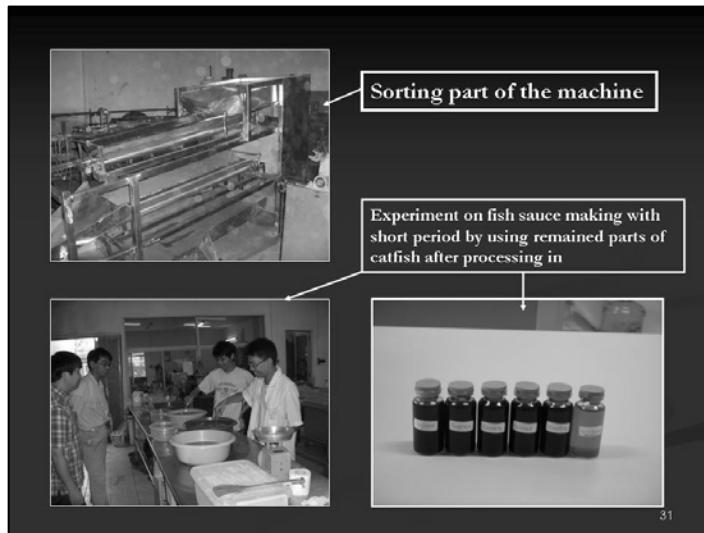 Sorting part of the machine
Experiment on fish sauce making with
short period by using remained parts of
catfish after processing in
31